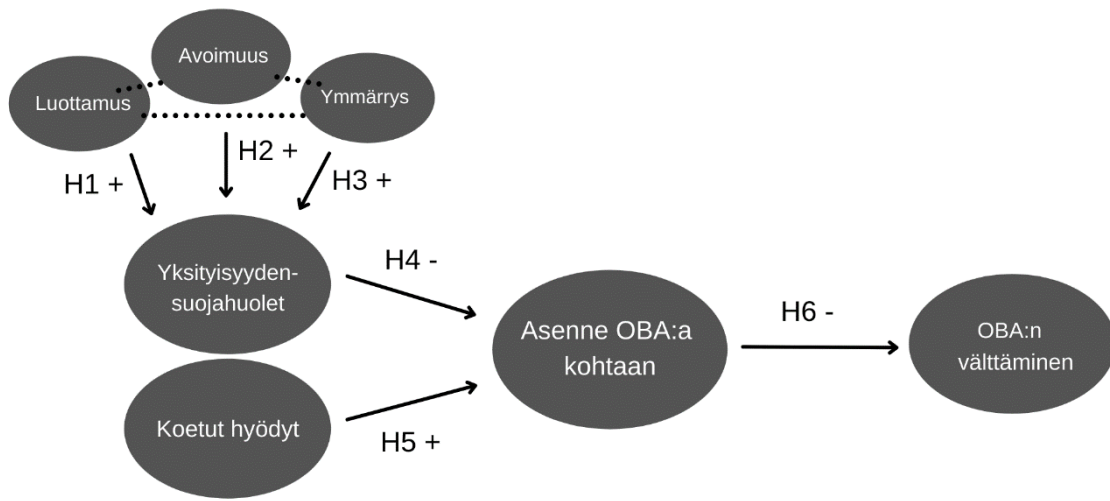 Avoimuus
Luottamus
Ymmärrys
H1 +
H2 +
H3 +
Yksityisyyden-
suojahuolet
H4 -
Asenne OBA:a
kohtaan
H6 -
OBA:n
välttäminen
Koetut hyödyt
H5 +